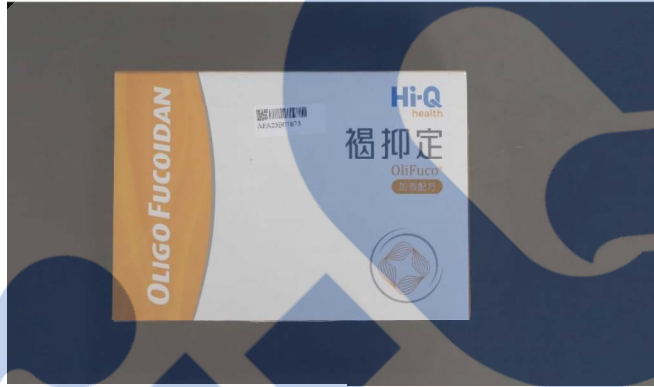 OLIGO FUCOIDAN
Hi-Q
health
褐抑定
OliFuco®
加強配方